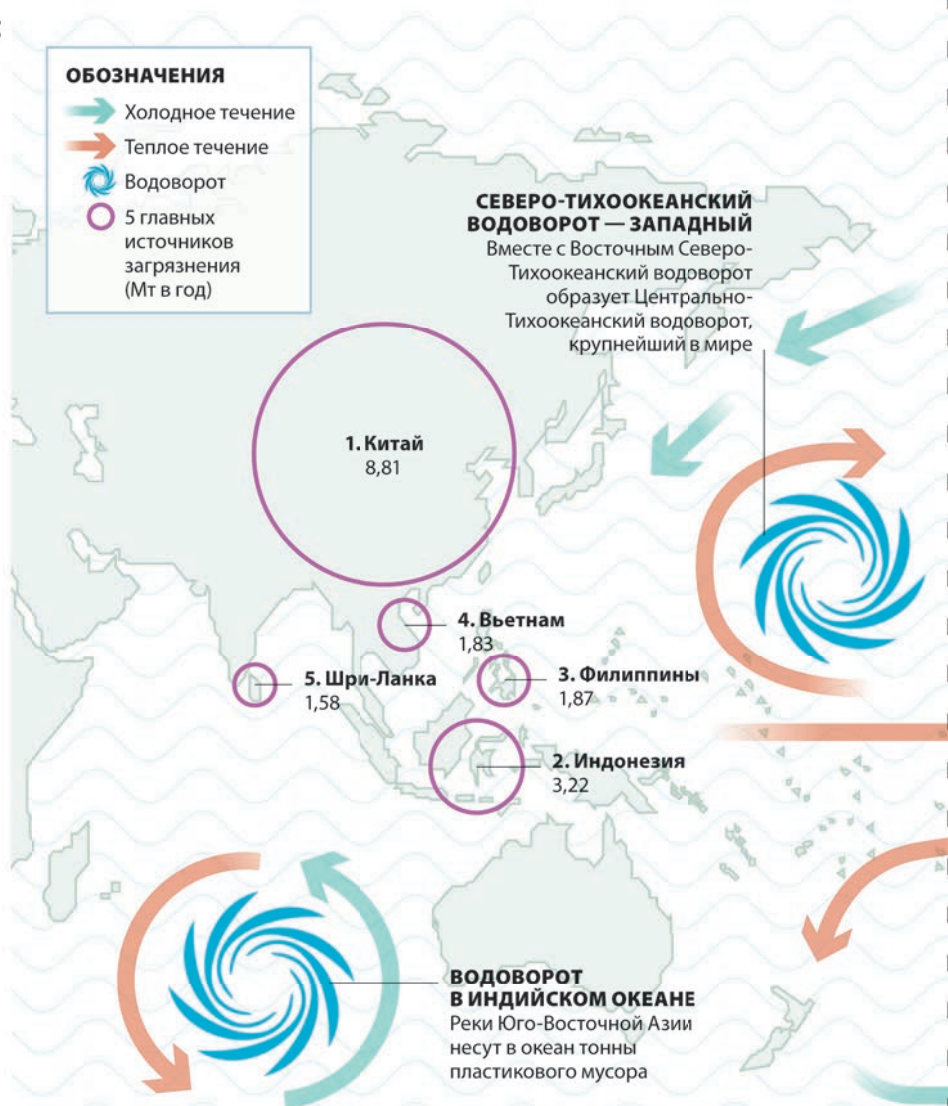 ОБОЗНАЧЕНИЯ
Холодное течение
Теплое течение
Водоворот
5 главных
источников
загрязнения
(Мт в год)
СЕВЕРО-ТИХООКЕАНСКИЙ
ВОДОВОРОТ — ЗАПАДНЫЙ
Вместе с Восточным Северо-
Тихоокеанский водоворот
образует Центрально-
Тихоокеанский водоворот,
крупнейший в мире
1. Китай
8,81
4. Вьетнам
1,83
5. Шри-Ланка
1,58
3. Филиппины
1,87
2. Индонезия
3,22
ВОДОВОРОТ
В ИНДИЙСКОМ ОКЕАНЕ
Реки Юго-Восточной Азии
несут в океан тонны
пластикового мусора